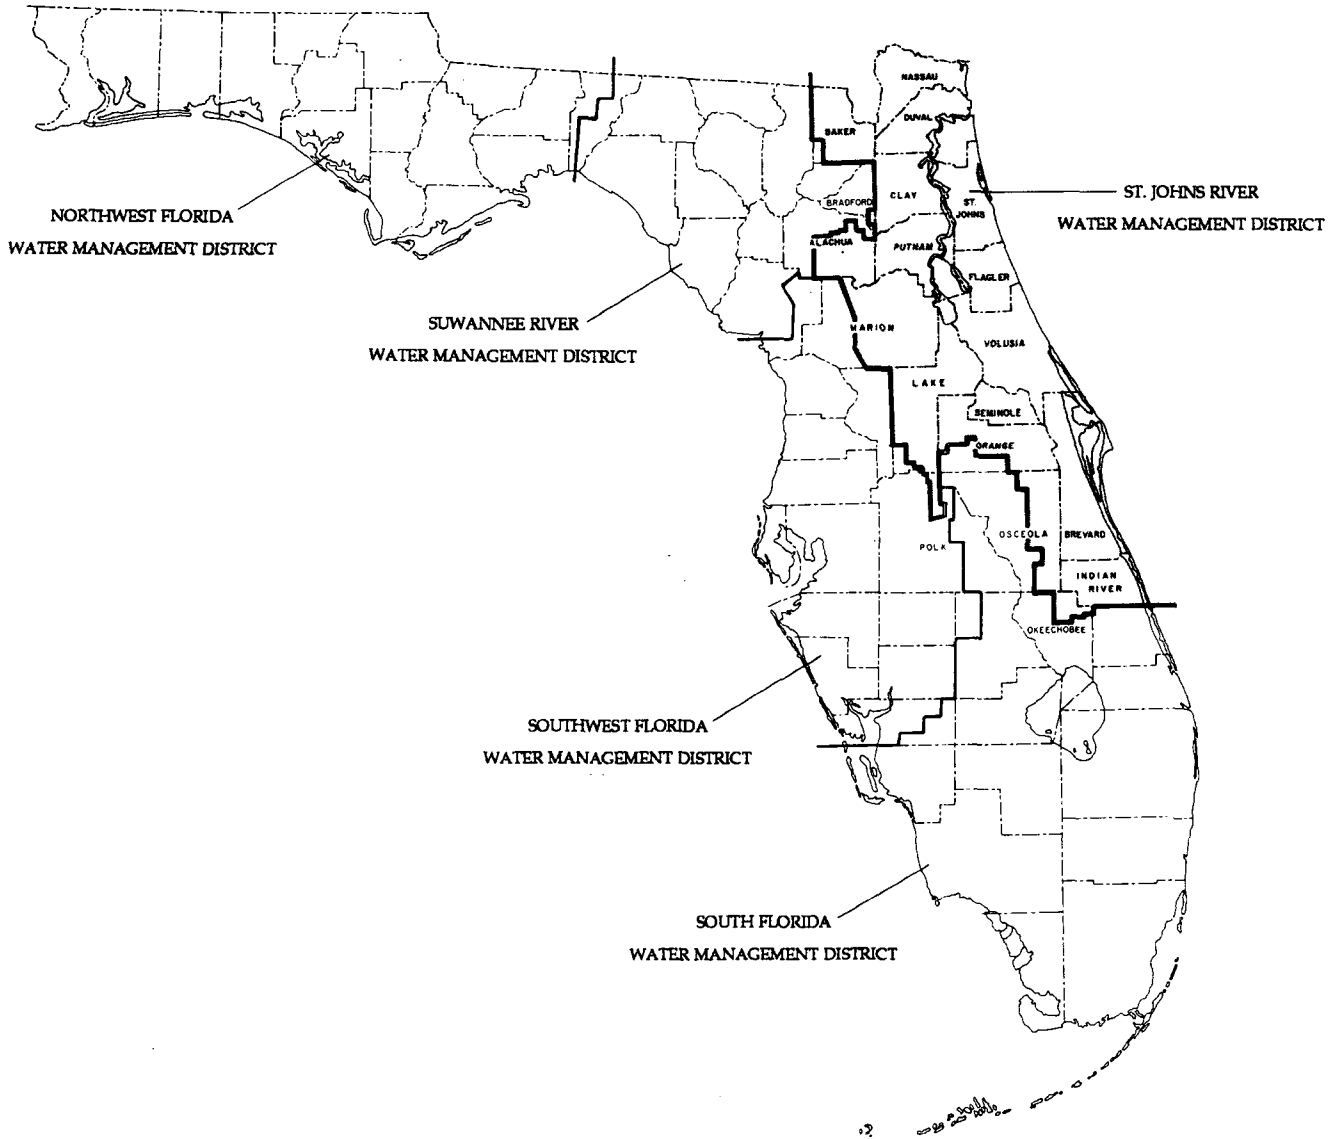 NASSAU
DUVAL
BAKER
CLAY
BRADFORD
ST.
JOHNS
ST. JOHNS RIVER
WATER MANAGEMENT DISTRICT
NORTHWEST FLORIDA
WATER MANAGEMENT DISTRICT
ALACHUA
PUTNAM
FLAGLER
SUWANNEE RIVER
WATER MANAGEMENT DISTRICT
MARION
VOLUSIA
LAKE
SEMINOLE
ORANGE
OSCEOLA
BREVARD
POLK
INDIAN
RIVER
OKEECHOBEE
SOUTHWEST FLORIDA
WATER MANAGEMENT DISTRICT
SOUTH FLORIDA
WATER MANAGEMENT DISTRICT